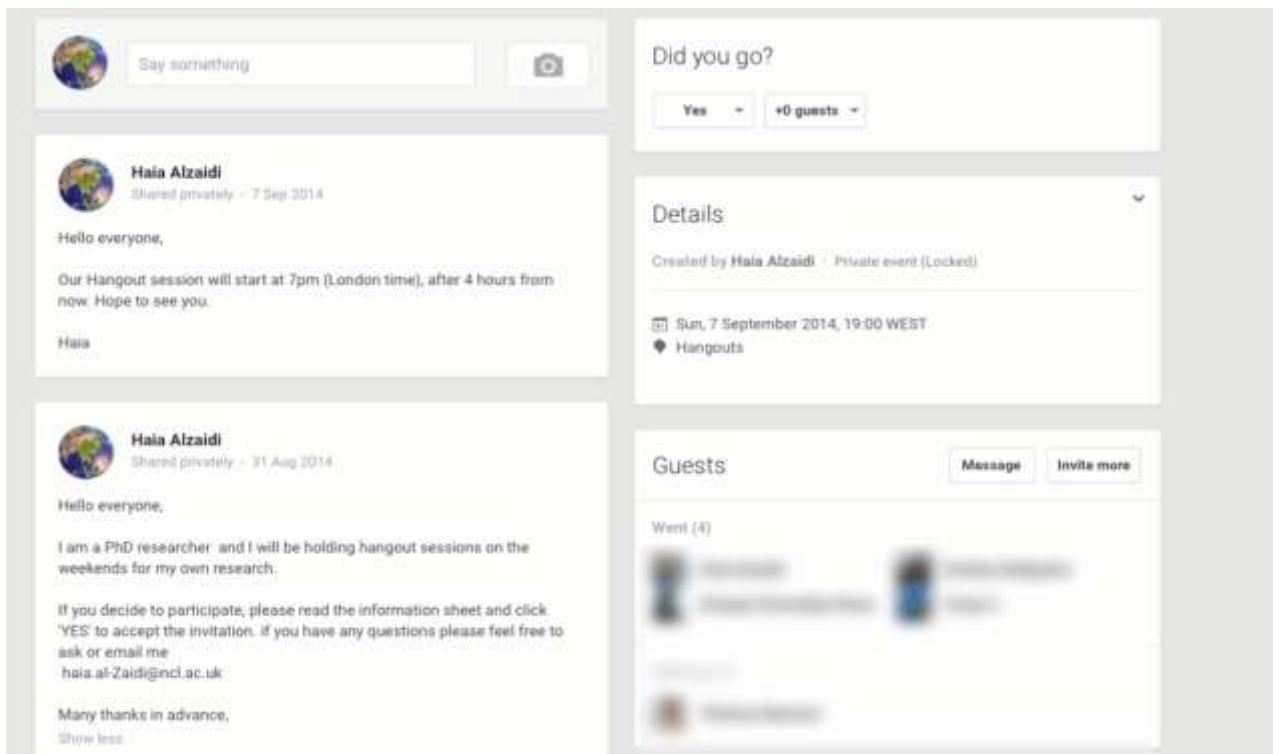 Say something
Haia Alzaidi
Shared privately - 7 Sep 2014
Hello everyone,
Our Hangout session will start at 7pm (London time), after 4 hours from
now. Hope to see you.
Haia
Haia Alzaidi
Shared privately - 31 Aug 2014
Hello everyone,
I am a PhD researcher and I will be holding hangout sessions on the
weekends for my own research.
If you decide to participate, please read the information sheet and click
'YES' to accept the invitation. if you have any questions please feel free to
ask or email me
haia.al-Zaidi@ncl.ac.uk
Many thanks in advance,
Show less
Did you go?
Yes
+0 guests
Details
Created by Haia Alzaidi · Private event (Locked)
Sun, 7 September 2014, 19:00 WEST
Hangouts
Guests
Message
Invite more
Went (4)